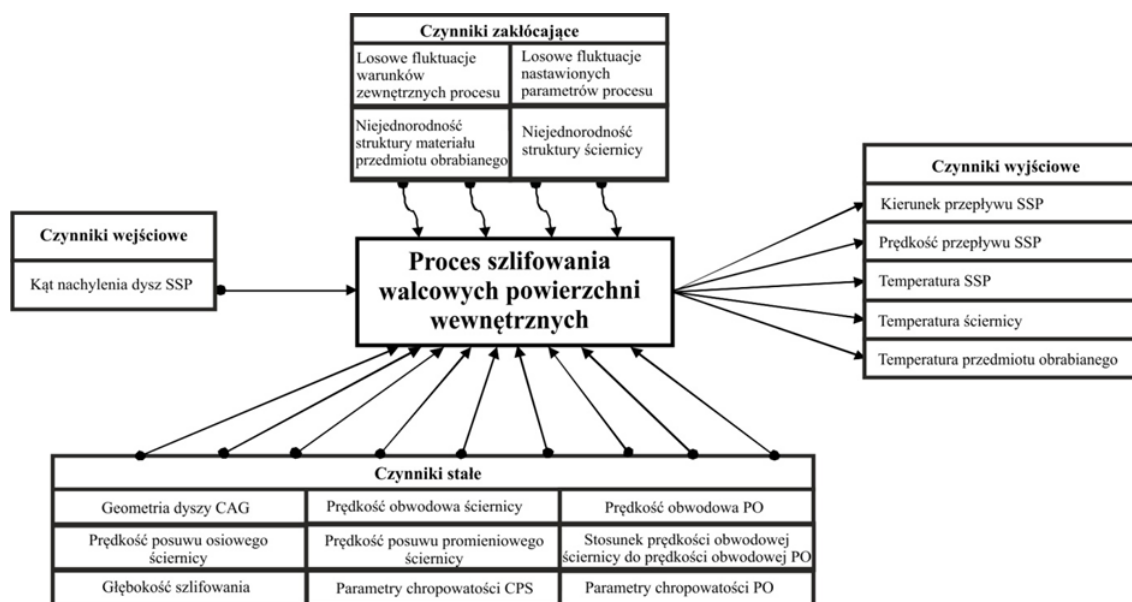 Czynniki zakłócające
Losowe fluktuacje
warunków
zewnętrznych procesu
Losowe fluktuacje
nastawionych
parametrów procesu
Niejednorodność
struktury materiału
przedmiotu obrabianego
Niejednorodność
struktury ściernicy
Czynniki wejściowe
Kąt nachylenia dysz SSP
Proces szlifowania
walcowych powierzchni
wewnętrznych
Czynniki wyjściowe
Kierunek przepływu SSP
Prędkość przepływu SSP
Temperatura SSP
Temperatura ściernicy
Temperatura przedmiotu obrabianego
Czynniki stałe
Geometria dyszy CAG
Prędkość obwodowa ściernicy
Prędkość obwodowa PO
Prędkość posuwu osiowego
ściernicy
Prędkość posuwu promieniowego
ściernicy
Stosunek prędkości obwodowej
ściernicy do prędkości obwodowej PO
Głębokość szlifowania
Parametry chropowatości CPS
Parametry chropowatości PO